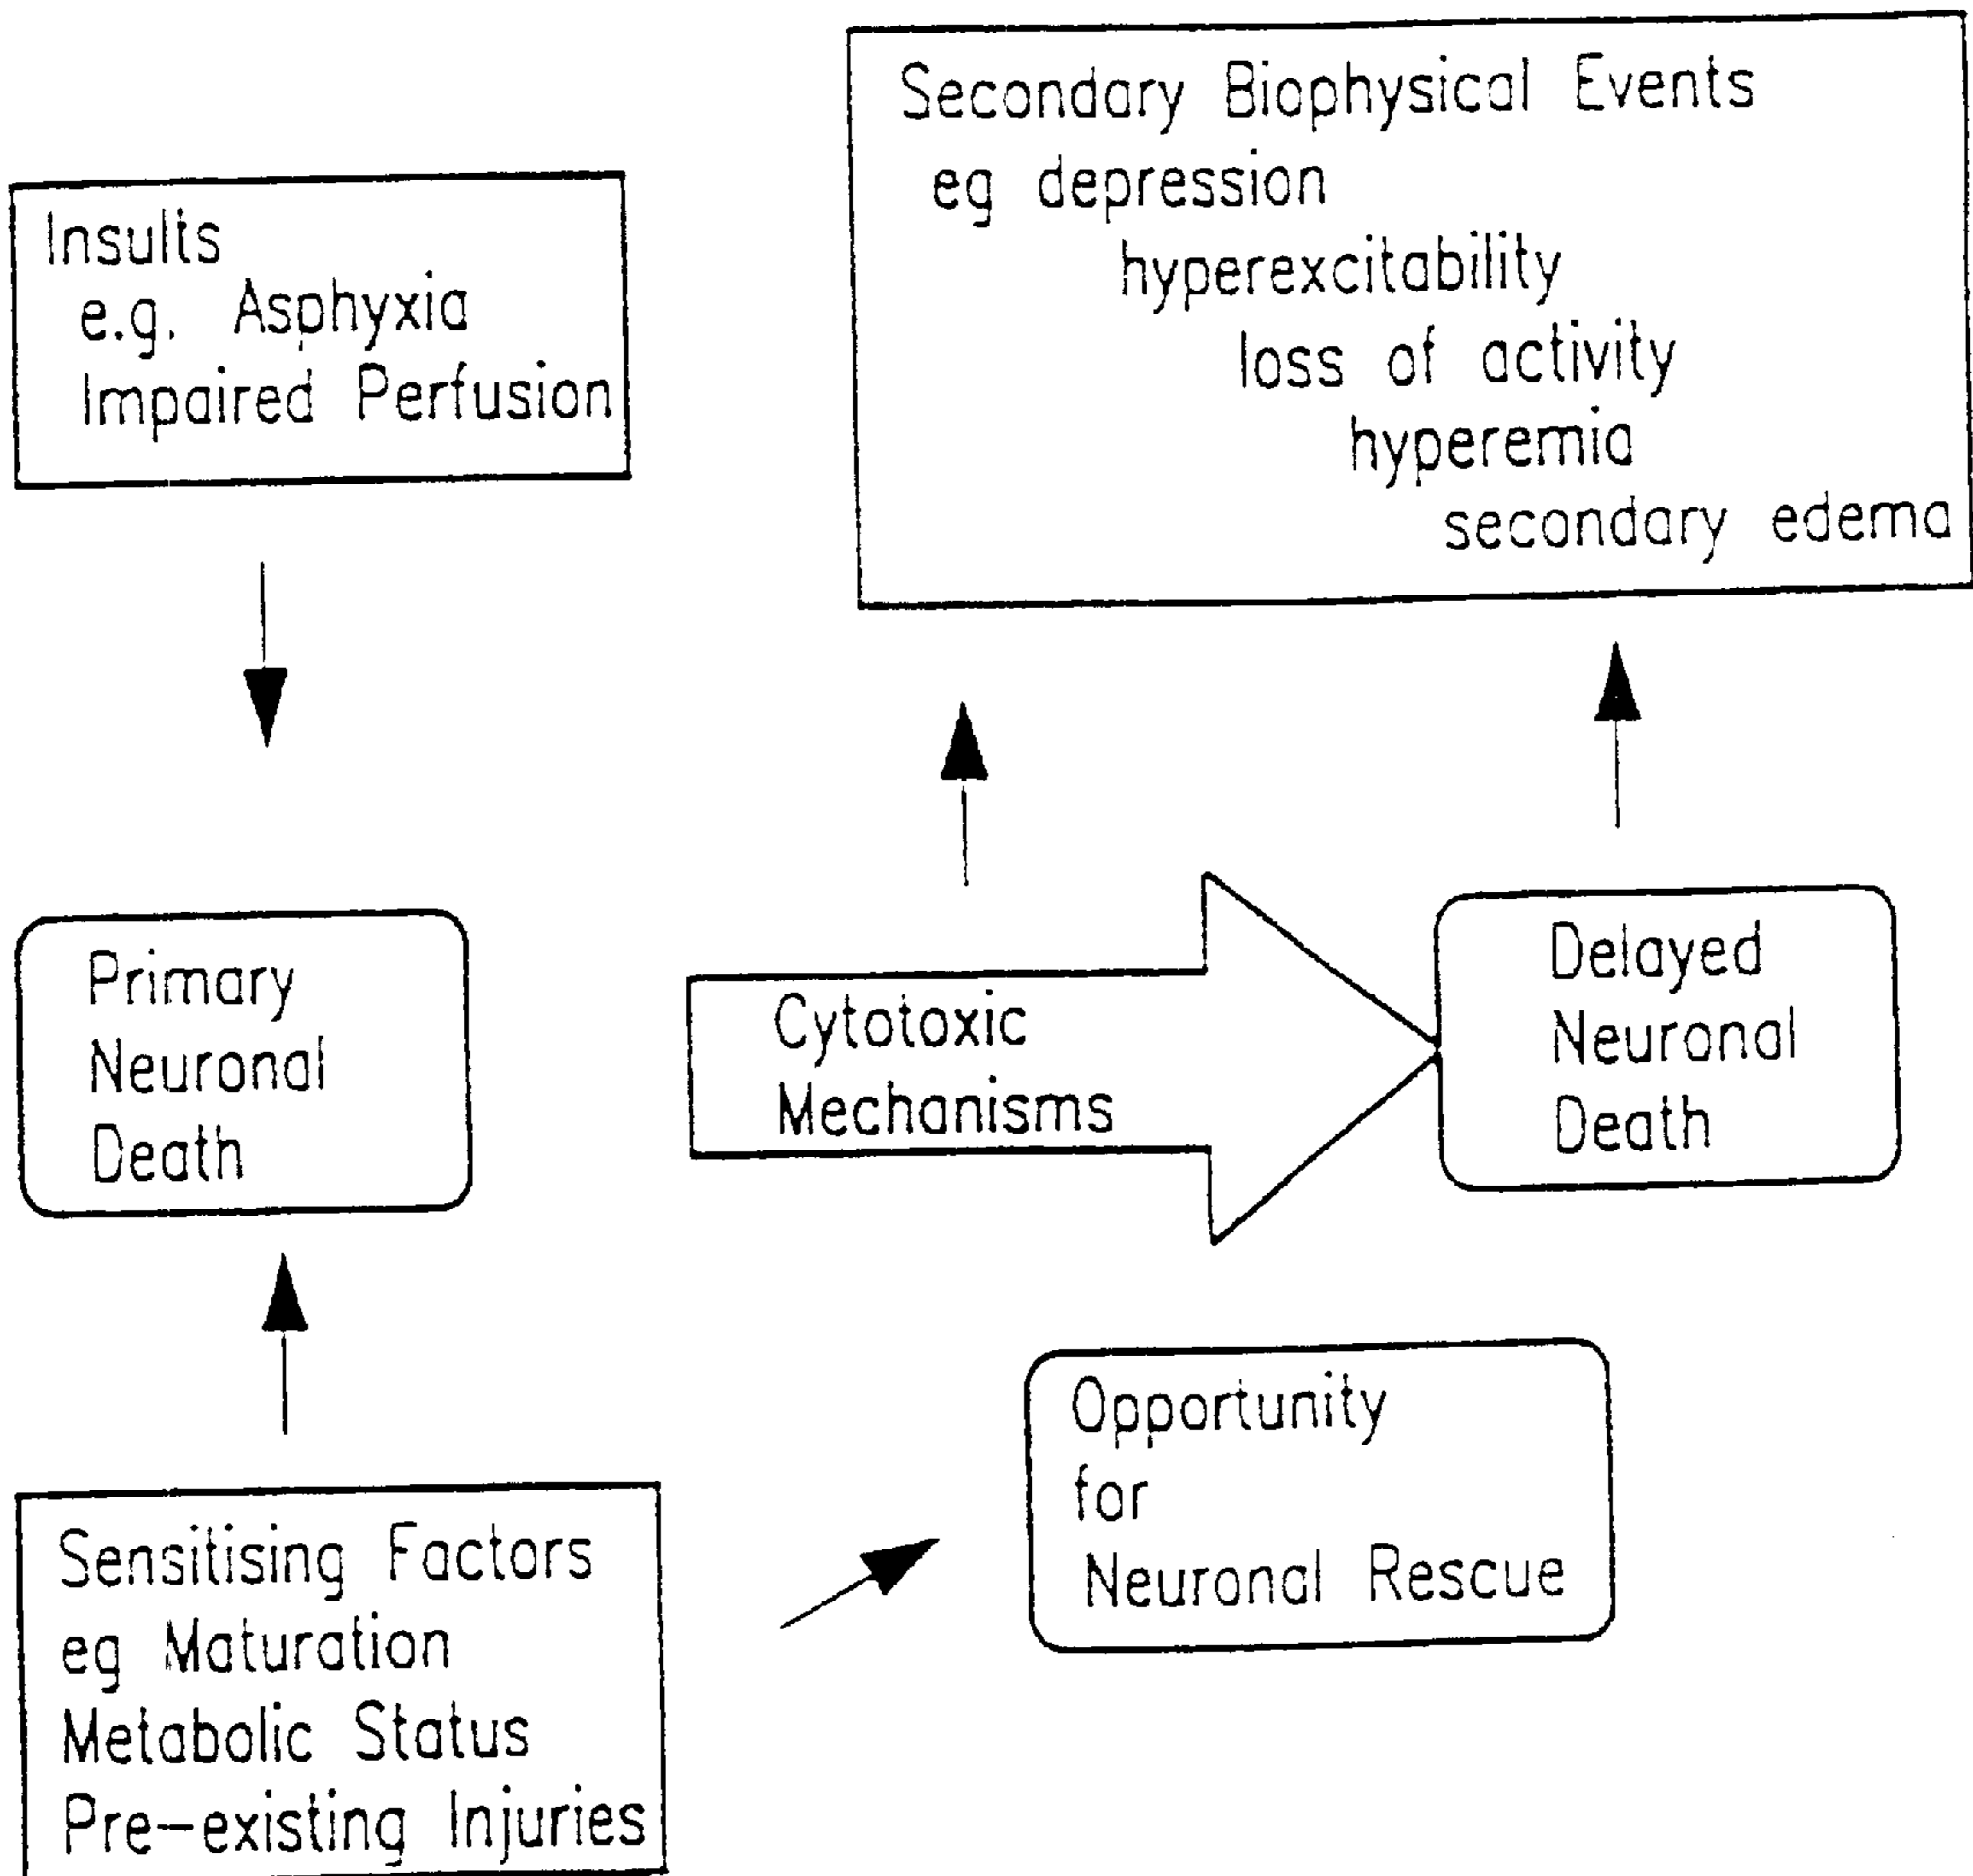 Insults
e.g. Asphyxia
Impaired Perfusion
Secondary Biophysical Events
eg depression
hyperexcitability
loss of activity
hyperemia
secondary edema
Primary
Neuronal
Death
Cytotoxic
Mechanisms
Delayed
Neuronal
Death
Opportunity
for
Neuronal Rescue
Sensitising Factors
eg Maturation
Metabolic Status
Pre-existing Injuries